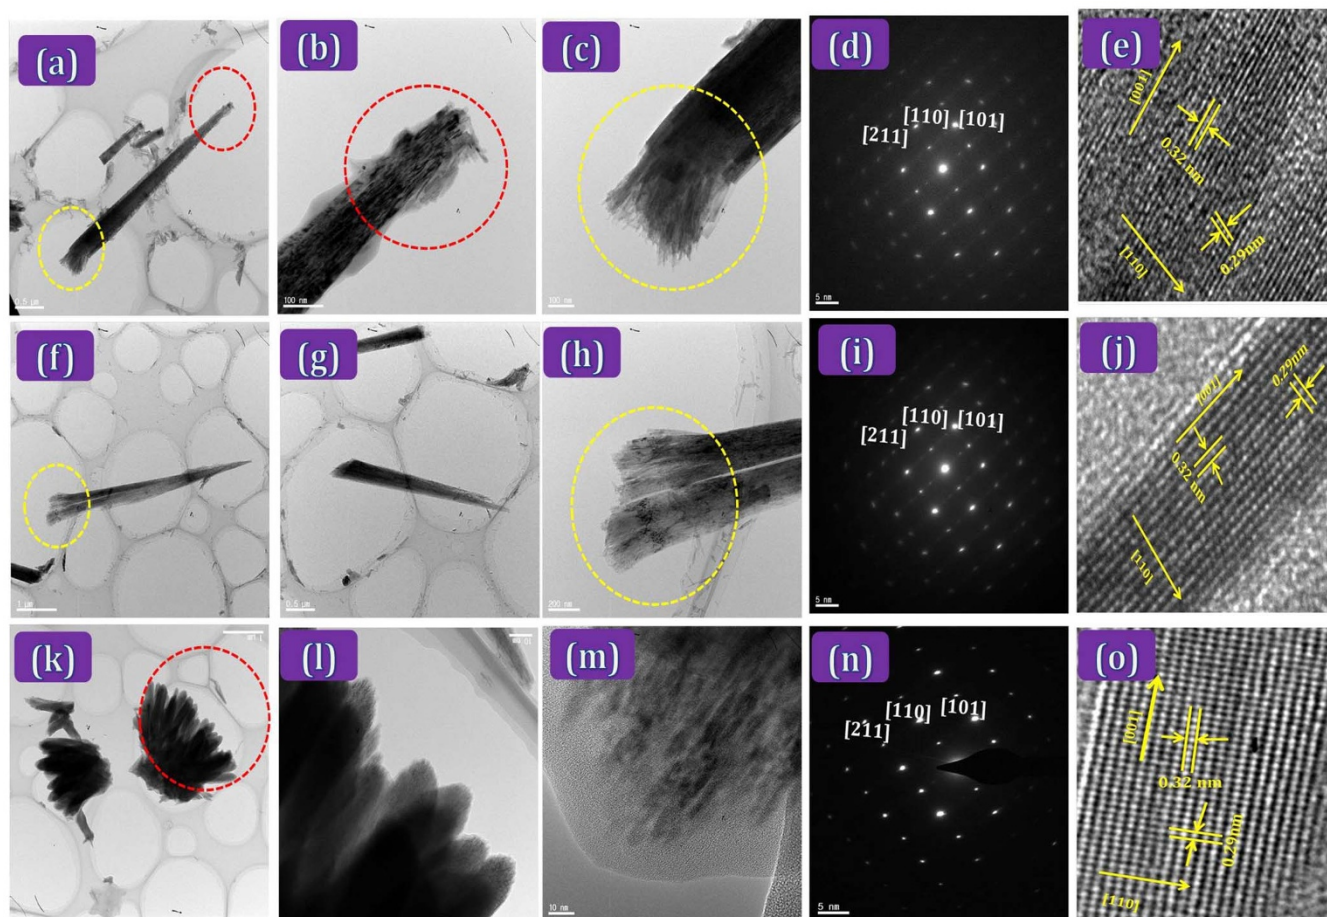 (a)
0.5 µm
(b)
100 nm
(c)
100 nm
(d)
[110] [101]
[211]
5 nm
(e)
[001]
0.32 nm
[110]
0.29nm
(f)
1 µm
(g)
0.5 µm
(h)
200 nm
(i)
[110] [101]
[211]
5 nm
(j)
0.29nm
[001]
0.32 nm
[110]
(k)
(l)
(m)
10 nm
(n)
[110] [101]
[211]
5 nm
(o)
[001]
0.32 nm
0.29nm
[110]